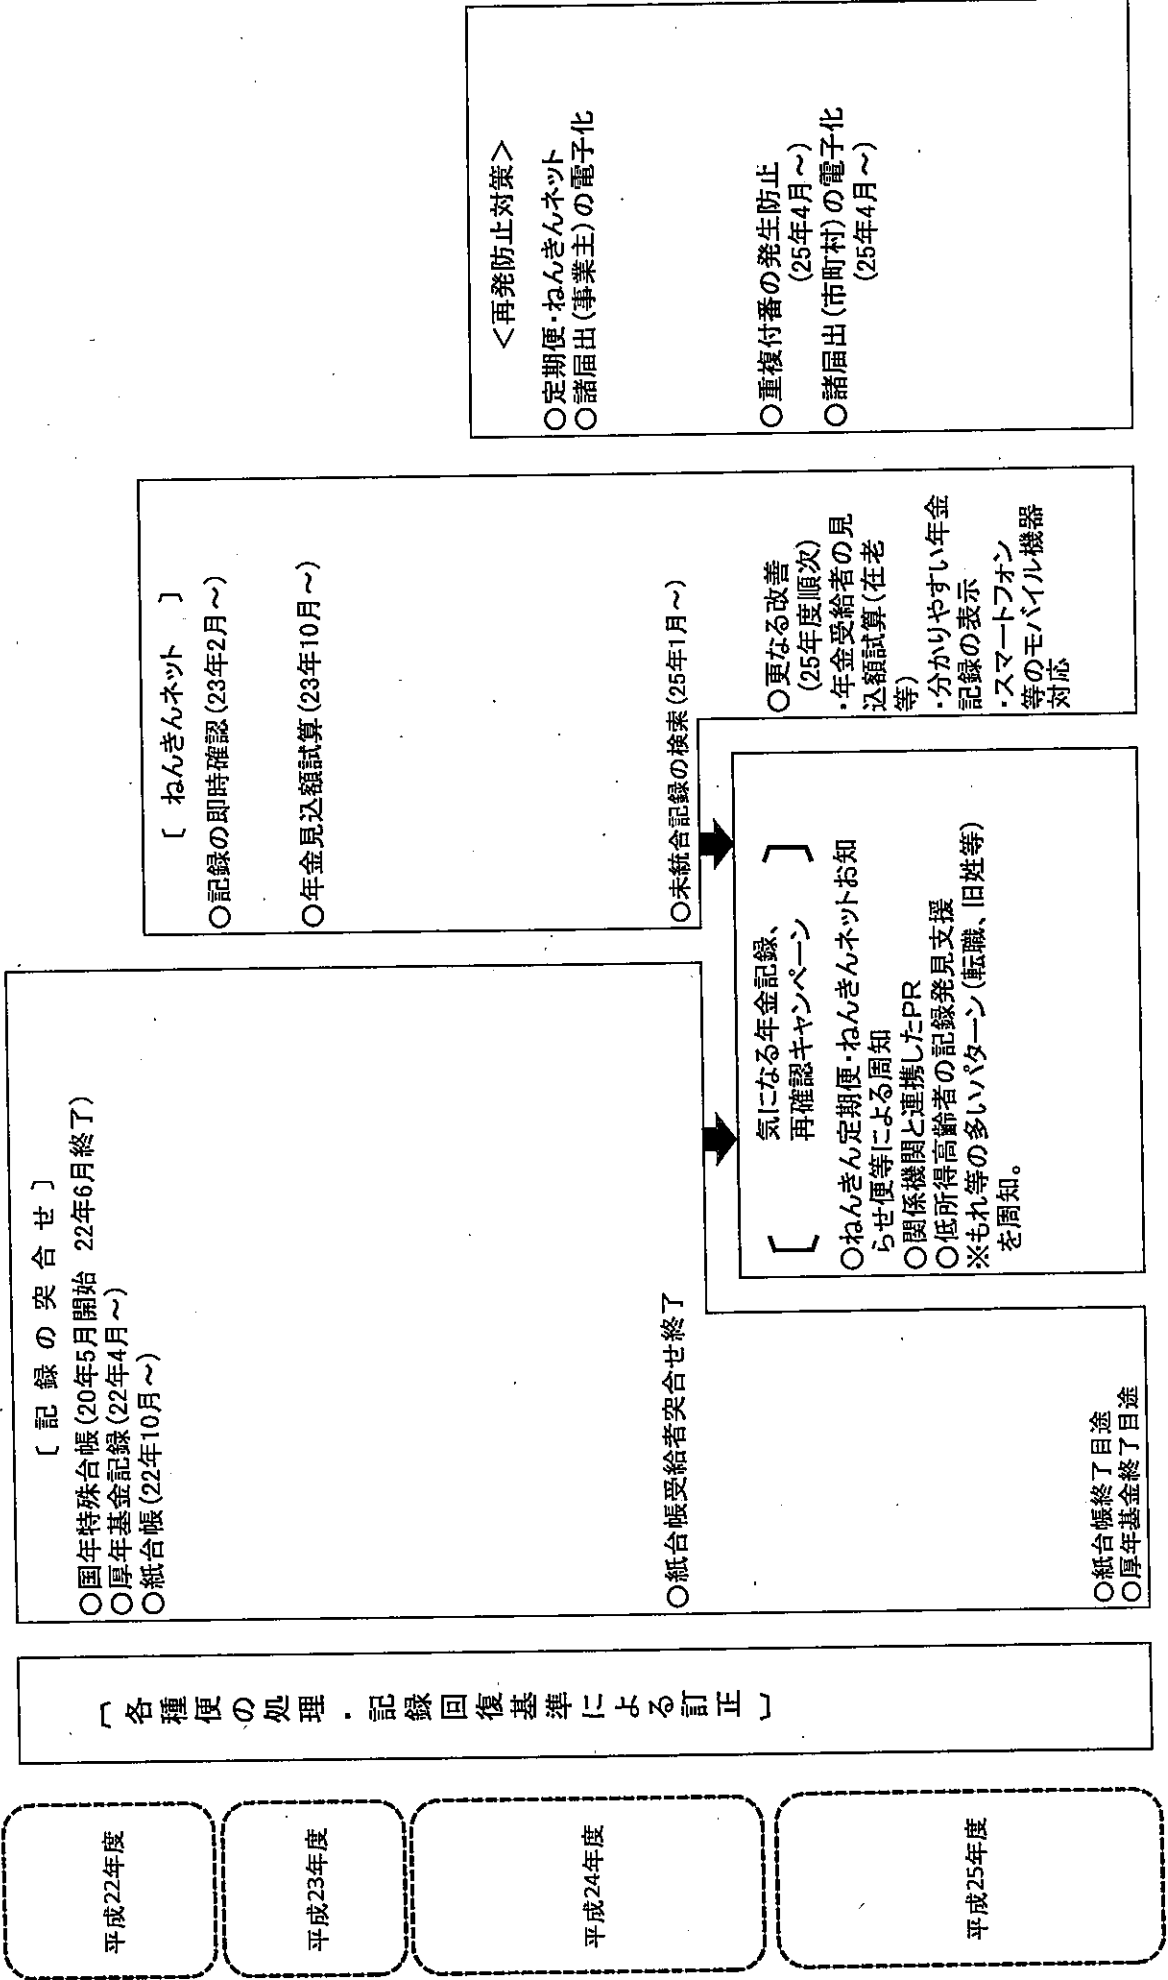 平成22年度
平成23年度
平成24年度
平成25年度
〔各種便の処理・記録回復基準による訂正〕
〔 記 録 の 突 合 せ 〕
○国年特殊台帳(20年5月開始 22年6月終了)
○厚年基金記録(22年4月～)
○紙台帳(22年10月～)
○紙台帳受給者突合せ終了
○紙台帳終了目途
○厚年基金終了目途
〔 ねんきんネット 〕
○記録の即時確認(23年2月～)
○年金見込額試算(23年10月～)
○未統合記録の検索(25年1月～)
○更なる改善
(25年度順次)
・年金受給者の見
込額試算(在老
等)
・分かりやすい年金
記録の表示
・スマートフォン
等のモバイル機器
対応
〔気になる年金記録、
再確認キャンペーン〕
○ねんきん定期便・ねんきんネットお知
らせ便等による周知
○関係機関と連携したPR
○低所得高齢者の記録発見支援
※もれ等の多いパターン(転職、旧姓等)
を周知。
＜再発防止対策＞
○定期便・ねんきんネット
○諸届出(事業主)の電子化
○重複付番の発生防止
(25年4月～)
○諸届出(市町村)の電子化
(25年4月～)